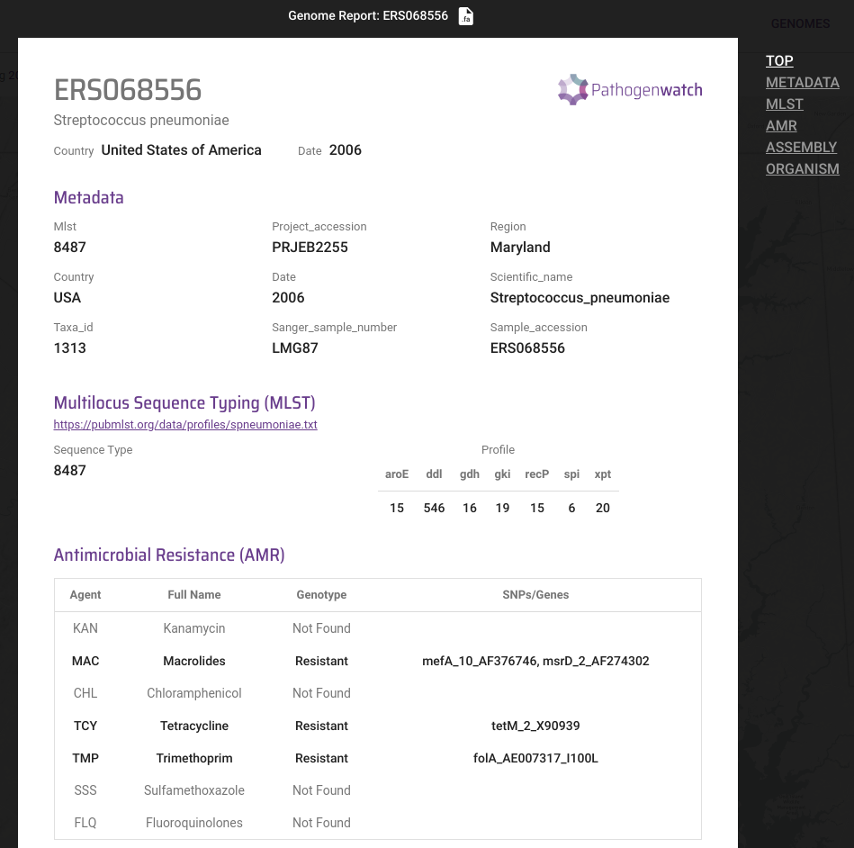 Genome Report: ERS068556 .fa
GENOMES
TOP
METADATA
MLST
AMR
ASSEMBLY
ORGANISM
ERS068556
Pathogenwatch
Streptococcus pneumoniae
Country United States of America Date 2006
Metadata
Mlst Project_accession Region
8487 PRJEB2255 Maryland
Country Date Scientific_name
USA 2006 Streptococcus_pneumoniae
Taxa_id Sanger_sample_number Sample_accession
1313 LMG87 ERS068556
Multilocus Sequence Typing (MLST)
https://pubmlst.org/data/profiles/spneumoniae.txt
Sequence Type Profile
8487
aroE ddl gdh gki recP spi xpt
15 546 16 19 15 6 20
Antimicrobial Resistance (AMR)
Agent Full Name Genotype SNPs/Genes
KAN Kanamycin Not Found
MAC Macrolides Resistant mefA_10_AF376746, msrD_2_AF274302
CHL Chloramphenicol Not Found
TCY Tetracycline Resistant tetM_2_X90939
TMP Trimethoprim Resistant folA_AE007317_I100L
SSS Sulfamethoxazole Not Found
FLQ Fluoroquinolones Not Found